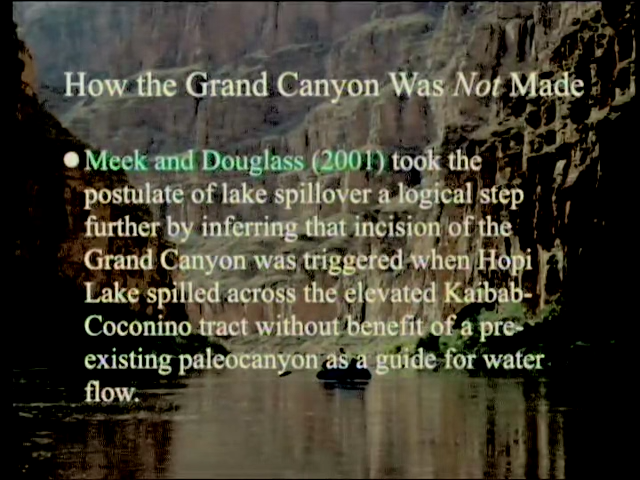 How the Grand Canyon Was Not Made
Meek and Douglass (2001) took the
postulate of lake spillover a logical step
further by inferring that incision of the
Grand Canyon was triggered when Hopi
Lake spilled across the elevated Kaibab-
Coconino tract without benefit of a pre-
existing paleocanyon as a guide for water
flow.